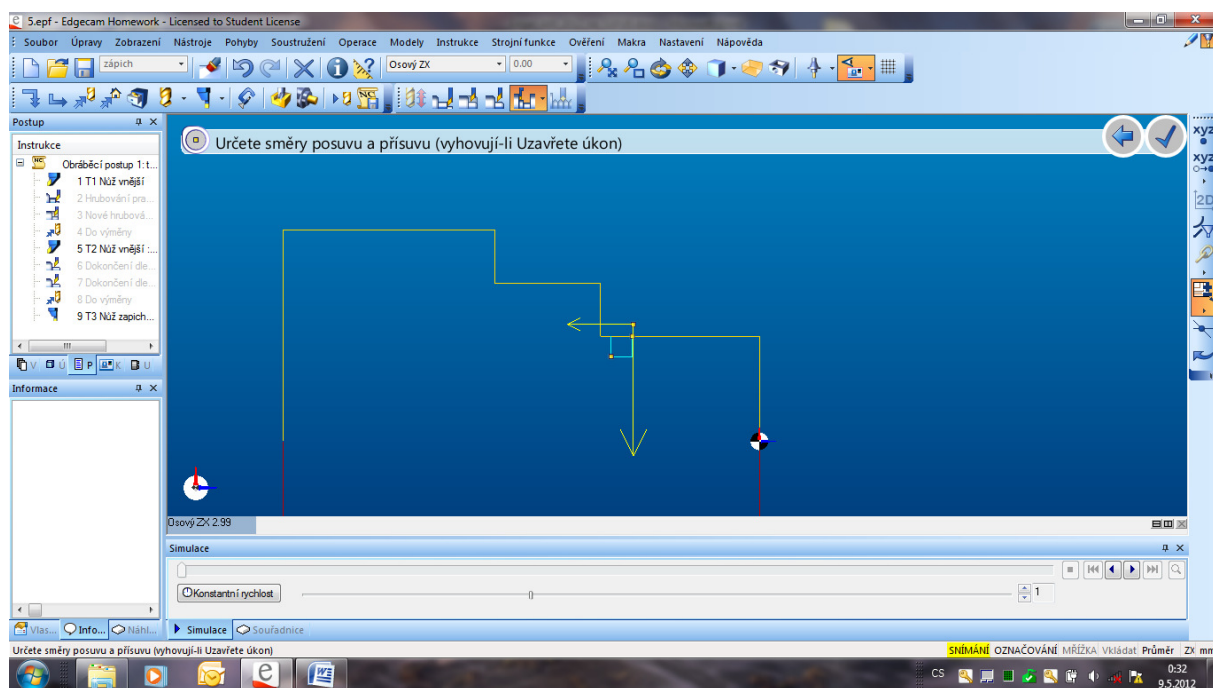 5.epf - Edgecam Homework - Licensed to Student License
Soubor Úpravy Zobrazení Nástroje Pohyby Soustružení Operace Modely Instrukce Strojní funkce Ověření Makra Nastavení Nápověda
zápich Osový ZX 0.00
Postup
Určete směry posuvu a přísuvu (vyhovují-li Uzavřete úkon)
xyz
xyz
2D
Instrukce
Obráběcí postup 1: t...
1 T1 Nůž vnější
2 Hrubování pra...
3 Nové hrubová...
4 Do výměny
5 T2 Nůž vnější :...
6 Dokončení dle...
7 Dokončení dle...
8 Do výměny
9 T3 Nůž zapich...
V Ú P K U
Informace
Osový ZX 2.99
Simulace
Konstantní rychlost
1
Vlas... Info... Náhl...
Simulace Souřadnice
Určete směry posuvu a přísuvu (vyhovují-li Uzavřete úkon)
SNÍMÁNÍ OZNAČOVÁNÍ MŘÍŽKA Vkládat Průměr ZX mm
CS 0:32
9.5.2012